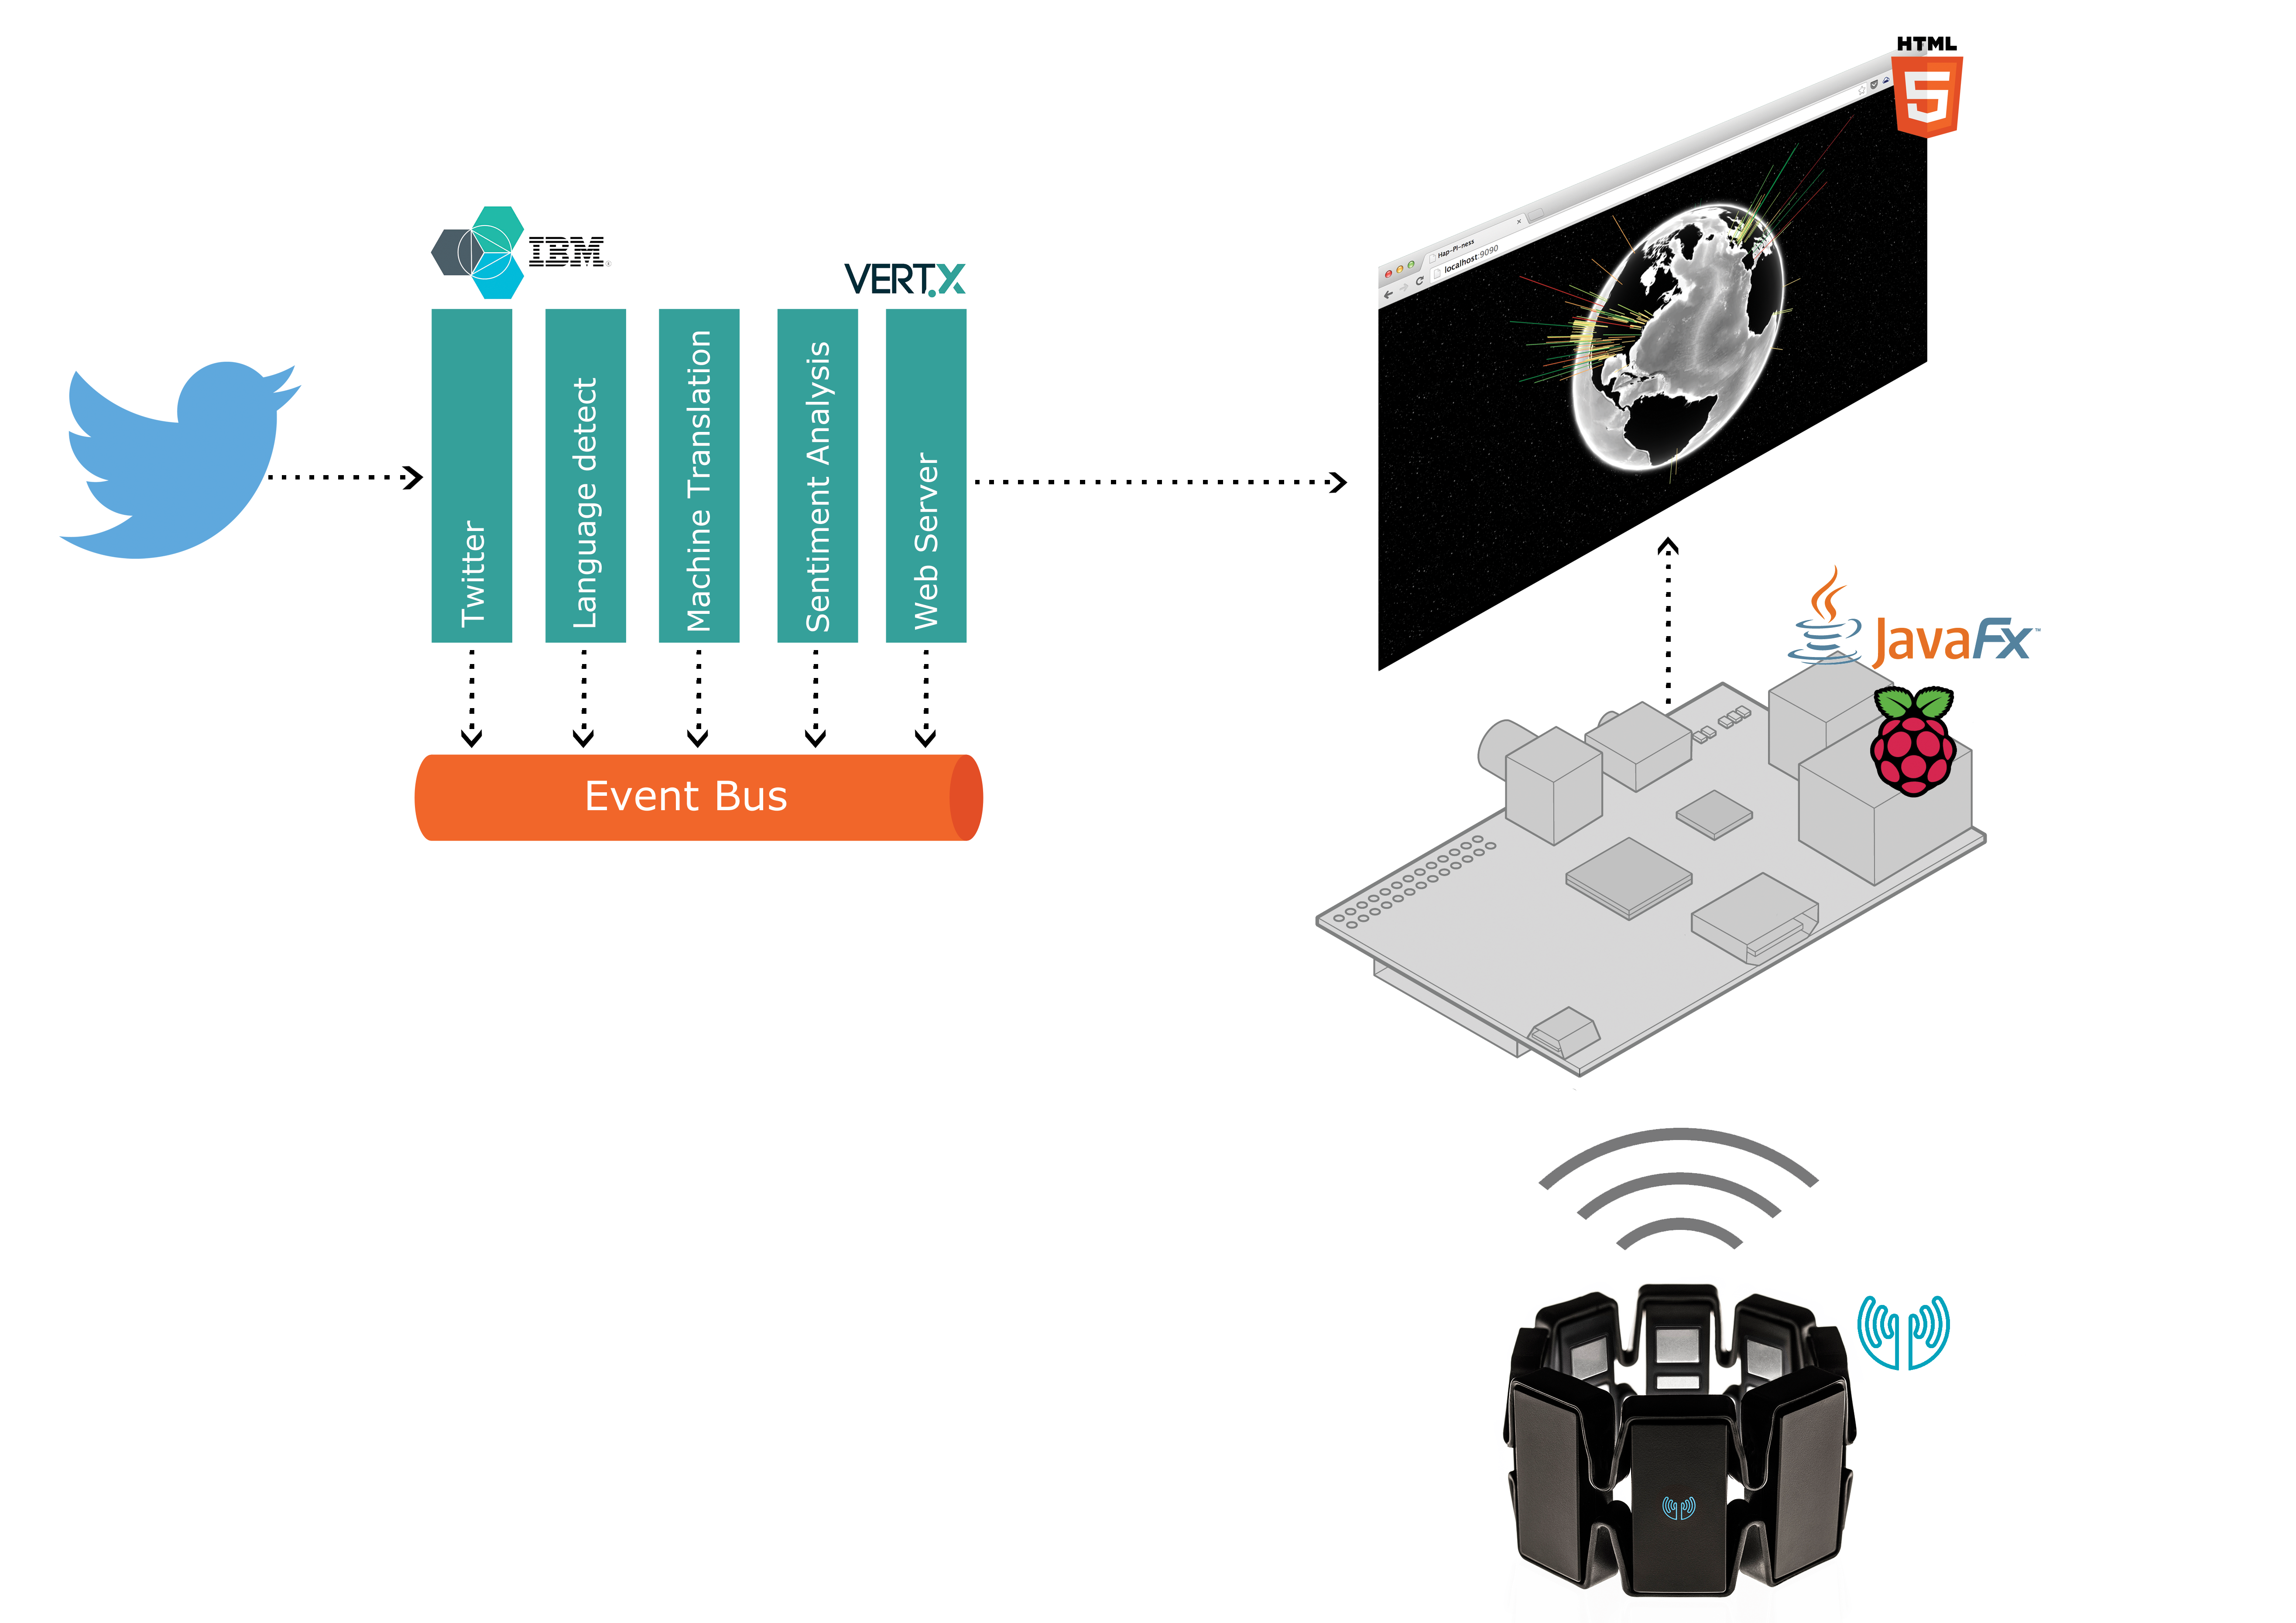 HTML
5
Hap-Pi-ness
localhost:9090
IBM
VERT.X
Twitter
Language detect
Machine Translation
Sentiment Analysis
Web Server
Event Bus
JavaFX™